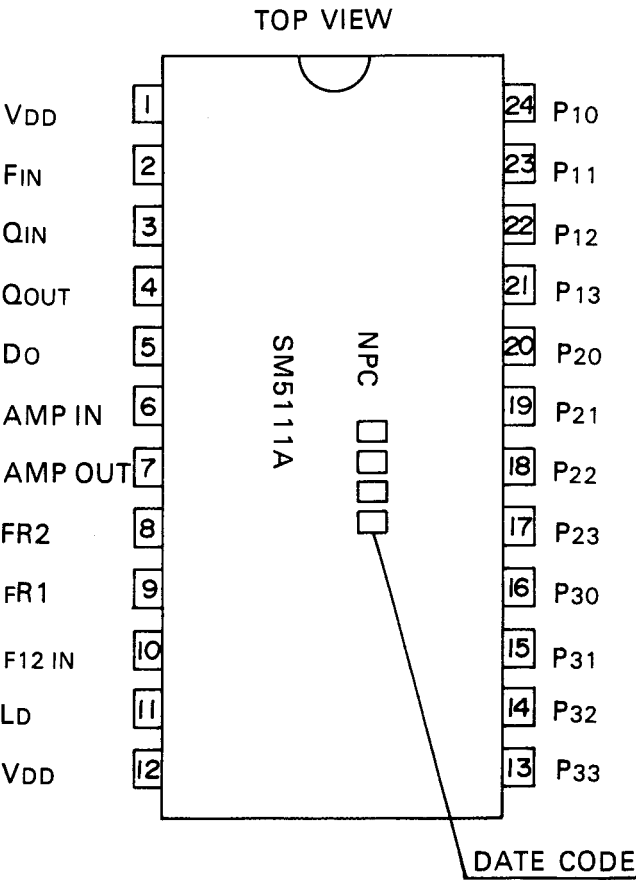 TOP VIEW
VDD 1 24 P10
FIN 2 23 P11
QIN 3 22 P12
QOUT 4 21 P13
DO 5 20 P20
AMP IN 6 19 P21
AMP OUT 7 18 P22
FR2 8 17 P23
FR1 9 16 P30
F12 IN 10 15 P31
LD 11 14 P32
VDD 12 13 P33
NPC
SM5111A
DATE CODE